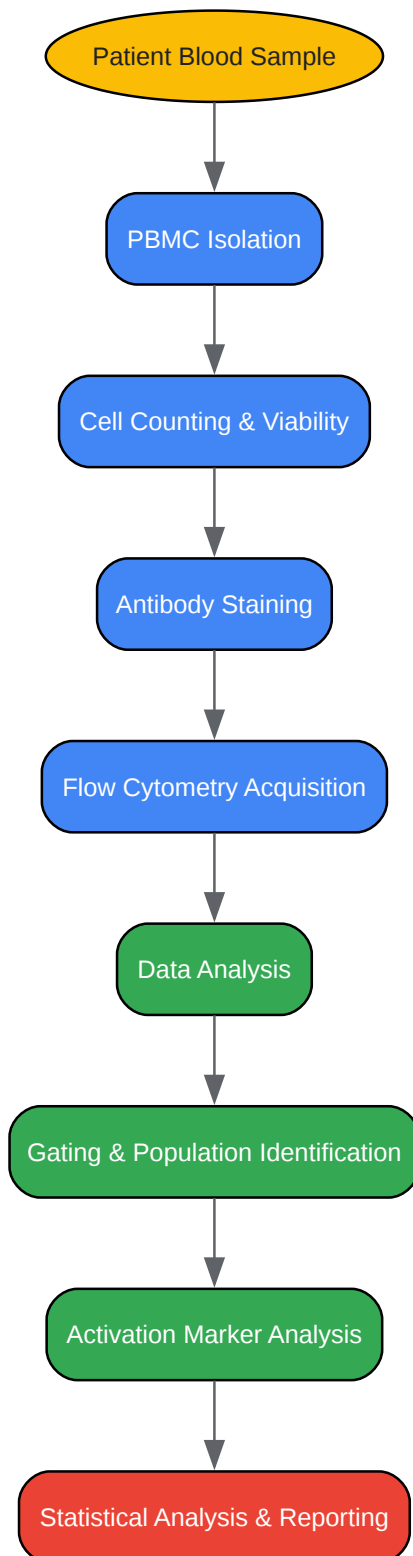 Patient Blood Sample
PBMC Isolation
Cell Counting & Viability
Antibody Staining
Flow Cytometry Acquisition
Data Analysis
Gating & Population Identification
Activation Marker Analysis
Statistical Analysis & Reporting